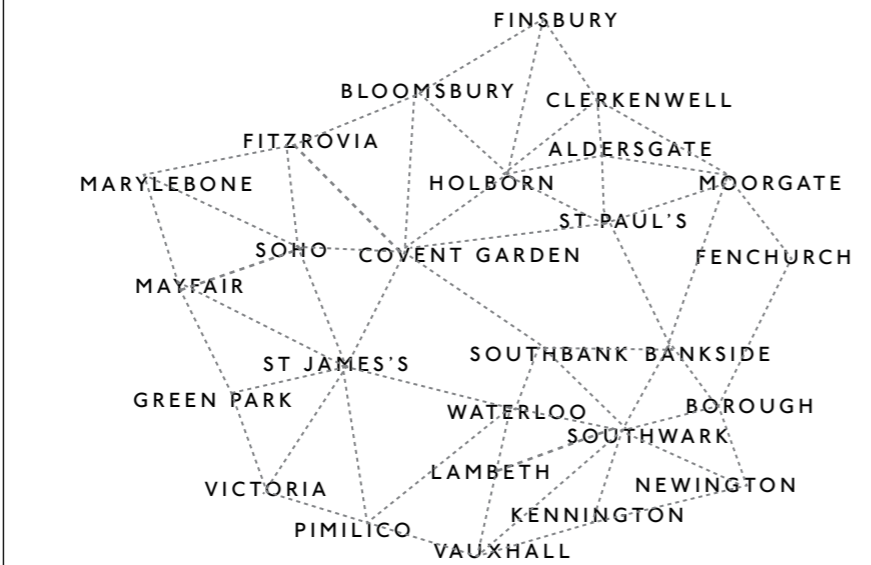 FINSBURY
BLOOMSBURY
CLERKENWELL
FITZROVIA
ALDERSGATE
MARYLEBONE
HOLBORN
MOORGATE
ST PAUL'S
SOHO
COVENT GARDEN
FENCHURCH
MAYFAIR
ST JAMES'S
SOUTHBANK
BANKSIDE
GREEN PARK
WATERLOO
BOROUGH
SOUTHWARK
LAMBETH
VICTORIA
NEWINGTON
KENNINGTON
PIMILICO
VAUXHALL